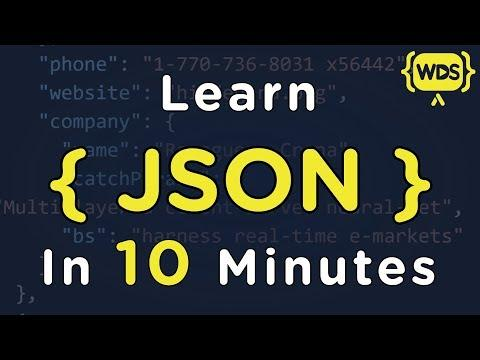 "phone": "1-770-736-8031 x56442"
{WDS}
Learn
"website":
"company": {
{ JSON }
"bs": "harness real-time e-markets"
In 10 Minutes
},